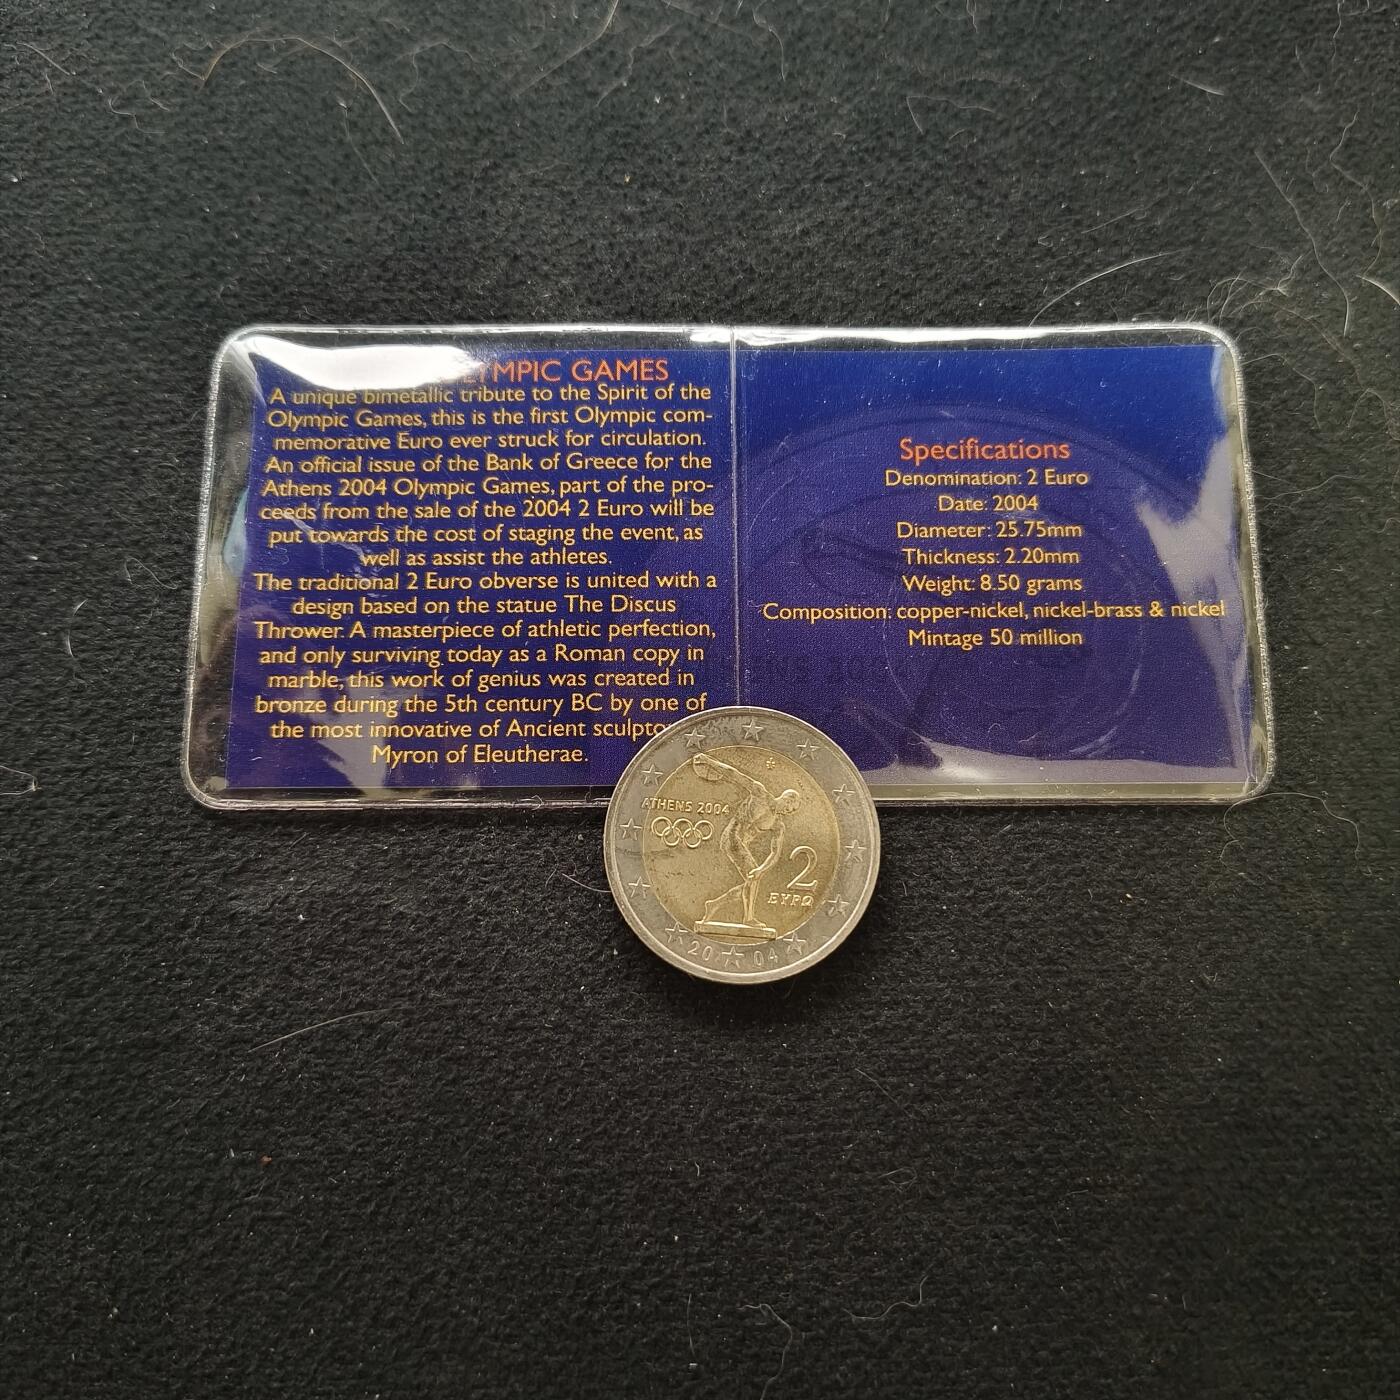 GAMES
A unique bimetallic tribute to the Spirit of the
Olympic Games, this is the first Olympic com-
memorative Euro ever struck for circulation.
An official issue of the Bank of Greece for the
Athens 2004 Olympic Games, part of the pro-
ceeds from the sale of the 2004 2 Euro will be
put towards the cost of staging the event, as
well as assist the athletes.
The traditional 2 Euro obverse is united with a
design based on the statue The Discus
Thrower. A masterpiece of athletic perfection,
and only surviving today as a Roman copy in
marble, this work of genius was created in
bronze during the 5th century BC by one of
the most innovative of Ancient
Myron of Eleutherae.
Specifications
Denomination: 2 Euro
Date: 2004
Diameter: 25.75mm
Thickness: 2.20mm
Weight: 8.50 grams
Composition: copper-nickel, nickel-brass & nickel
Mintage 50 million
ATHENS 2004
2
ΕΥΡΩ
2004